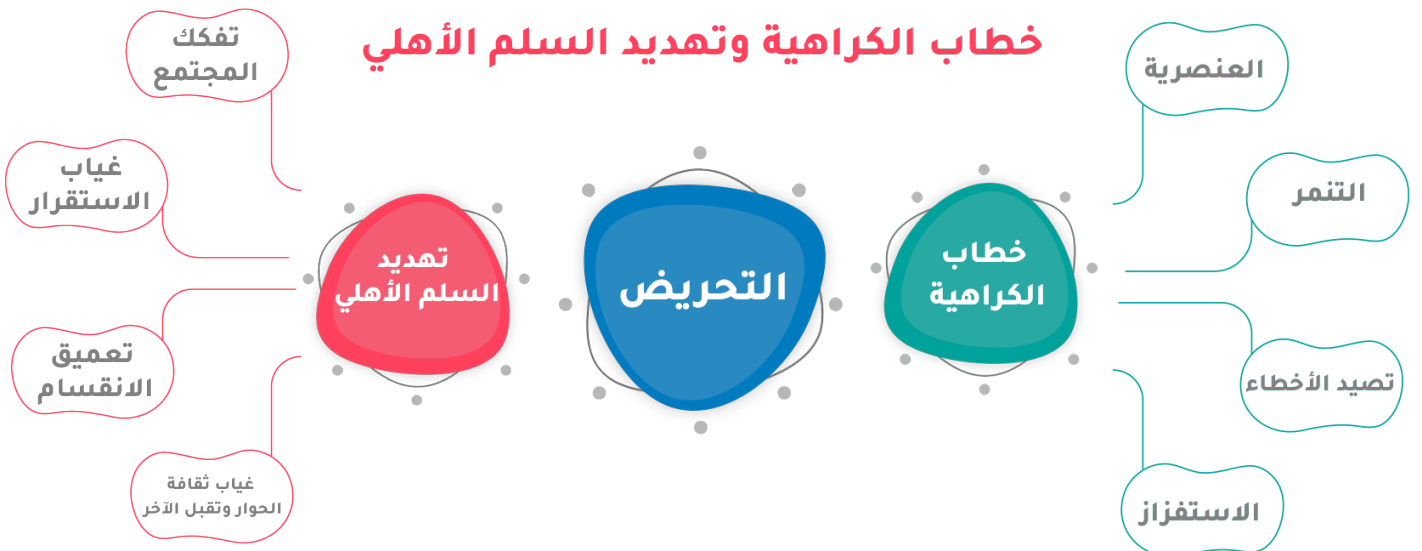 خطاب الكراهية وتهديد السلم الأهلي
العنصرية
التنمر
تصيد الأخطاء
الاستفزاز
خطاب
الكراهية
التحريض
تهديد
السلم الأهلي
تفكك
المجتمع
غياب
الاستقرار
تعميق
الانقسام
غياب ثقافة
الحوار وتقبل الآخر